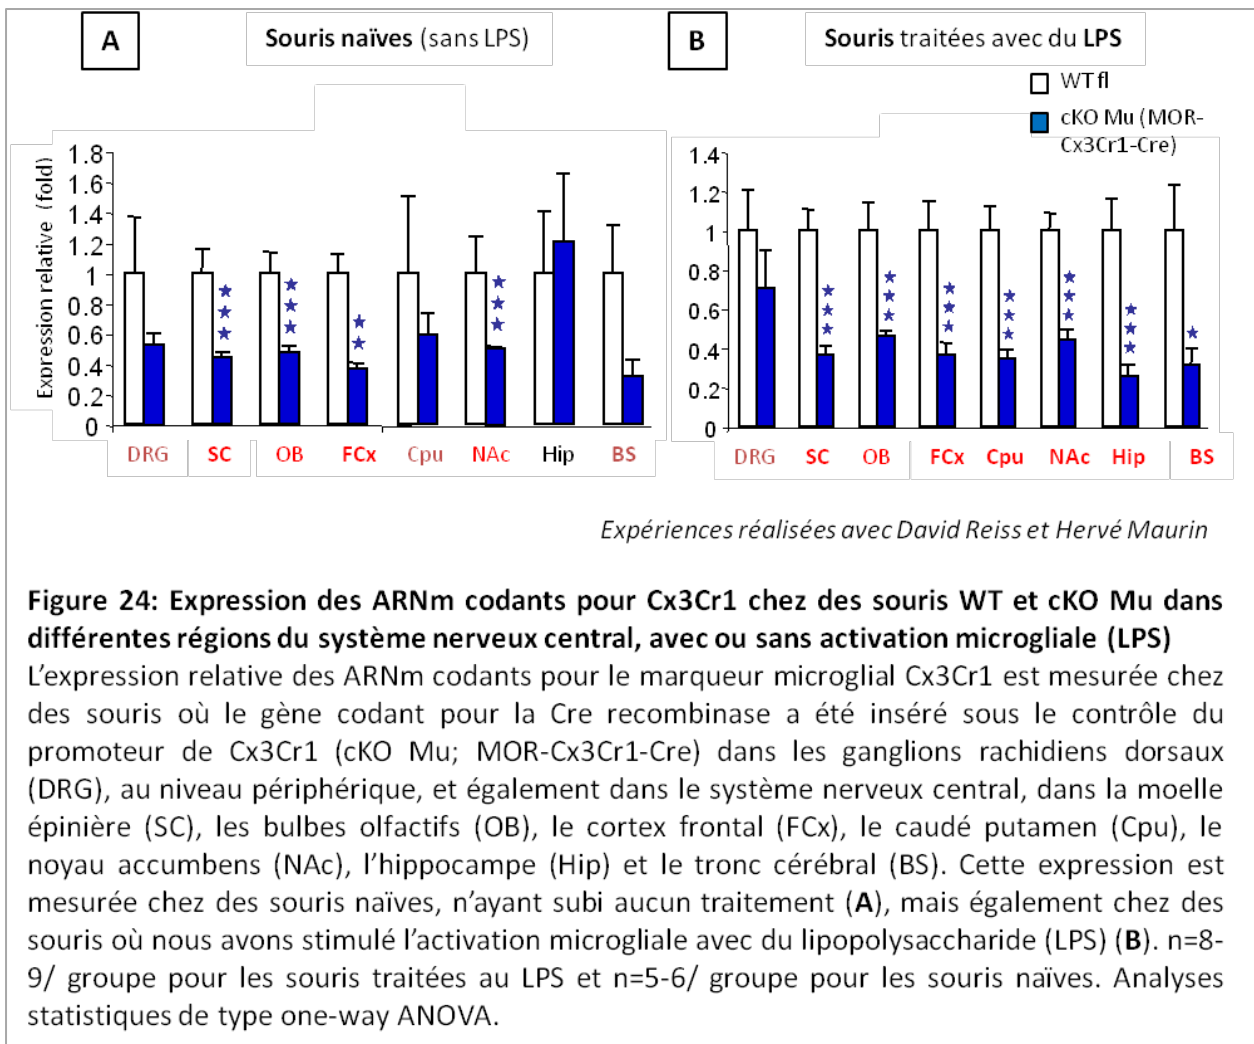 A
Souris naïves (sans LPS)
B
Souris traitées avec du LPS
WT fl
cKO Mu (MOR-
Cx3Cr1-Cre)
Expression relative (fold)
1.8
1.6
1.4
1.2
1
0.8
0.6
0.4
0.2
0
DRG SC OB FCx Cpu NAc Hip BS
1.4
1.2
1
0.8
0.6
0.4
0.2
0
DRG SC OB FCx Cpu NAc Hip BS
Expériences réalisées avec David Reiss et Hervé Maurin
Figure 24: Expression des ARNm codants pour Cx3Cr1 chez des souris WT et cKO Mu dans
différentes régions du système nerveux central, avec ou sans activation microgliale (LPS)
L’expression relative des ARNm codants pour le marqueur microglial Cx3Cr1 est mesurée chez
des souris où le gène codant pour la Cre recombinase a été inséré sous le contrôle du
promoteur de Cx3Cr1 (cKO Mu; MOR-Cx3Cr1-Cre) dans les ganglions rachidiens dorsaux
(DRG), au niveau périphérique, et également dans le système nerveux central, dans la moelle
épinière (SC), les bulbes olfactifs (OB), le cortex frontal (FCx), le caudé putamen (Cpu), le
noyau accumbens (NAc), l’hippocampe (Hip) et le tronc cérébral (BS). Cette expression est
mesurée chez des souris naïves, n’ayant subi aucun traitement (A), mais également chez des
souris où nous avons stimulé l’activation microgliale avec du lipopolysaccharide (LPS) (B). n=8-
9/ groupe pour les souris traitées au LPS et n=5-6/ groupe pour les souris naïves. Analyses
statistiques de type one-way ANOVA.